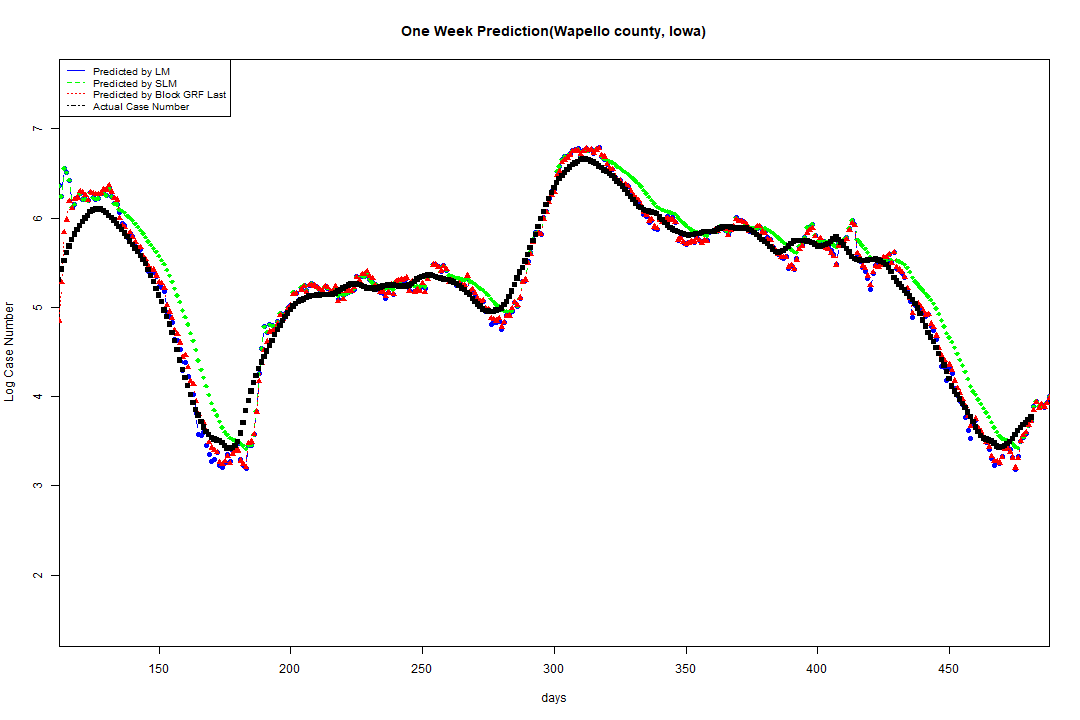 One Week Prediction(Wapello county, Iowa)
Predicted by LM
Predicted by SLM
Predicted by Block GRF Last
Actual Case Number
Log Case Number
7
6
5
4
3
2
150 200 250 300 350 400 450
days